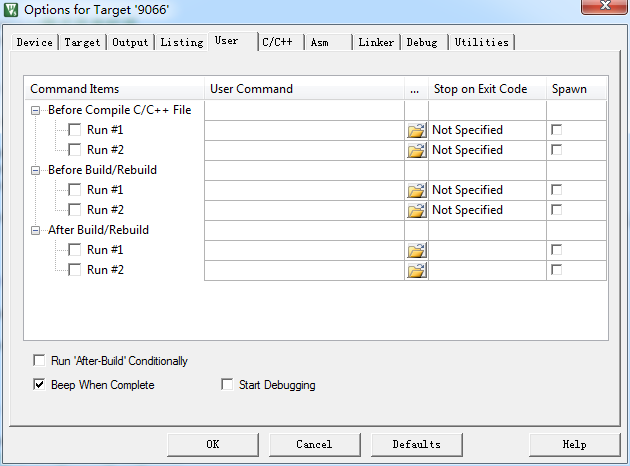 Options for Target '9066'
Device Target Output Listing User C/C++ Asm Linker Debug Utilities
Command Items User Command ... Stop on Exit Code Spawn
Before Compile C/C++ File
Run #1 Not Specified
Run #2 Not Specified
Before Build/Rebuild
Run #1 Not Specified
Run #2 Not Specified
After Build/Rebuild
Run #1
Run #2
Run 'After-Build' Conditionally
Beep When Complete Start Debugging
OK Cancel Defaults Help